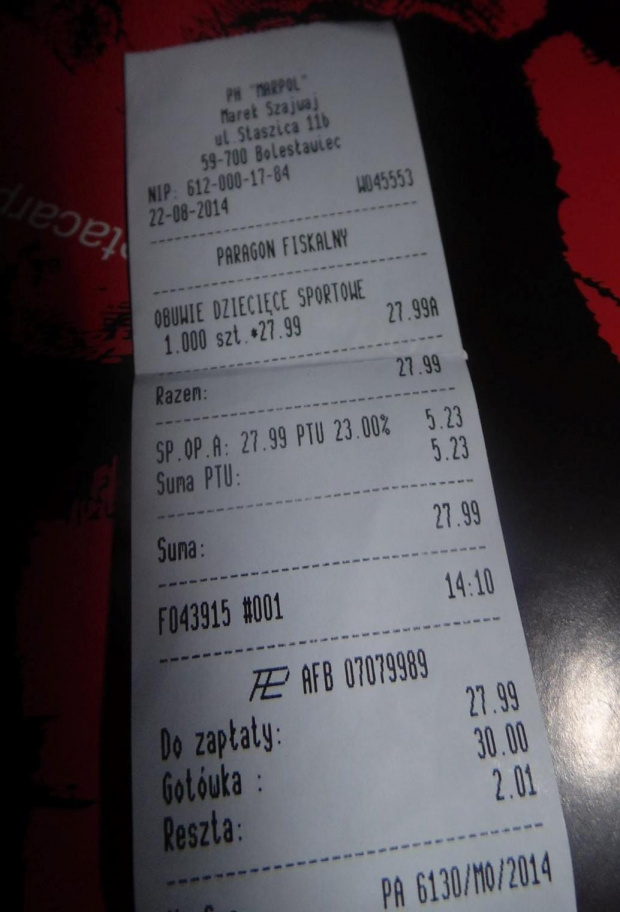 PH "MARPOL"
Marek Szajwaj
ul.Staszica 11b
59-700 Bolesławiec
NIP: 612-000-17-84
22-08-2014 W045553
PARAGON FISKALNY
OBUWIE DZIECIĘCE SPORTOWE
1.000 szt.*27.99 27.99A
Razem: 27.99
SP.OP.A: 27.99 PTU 23.00% 5.23
Suma PTU: 5.23
Suma: 27.99
F043915 #001 14:10
AFB 07079989
Do zapłaty: 27.99
Gotówka : 30.00
Reszta: 2.01
PA 6130/MO/2014